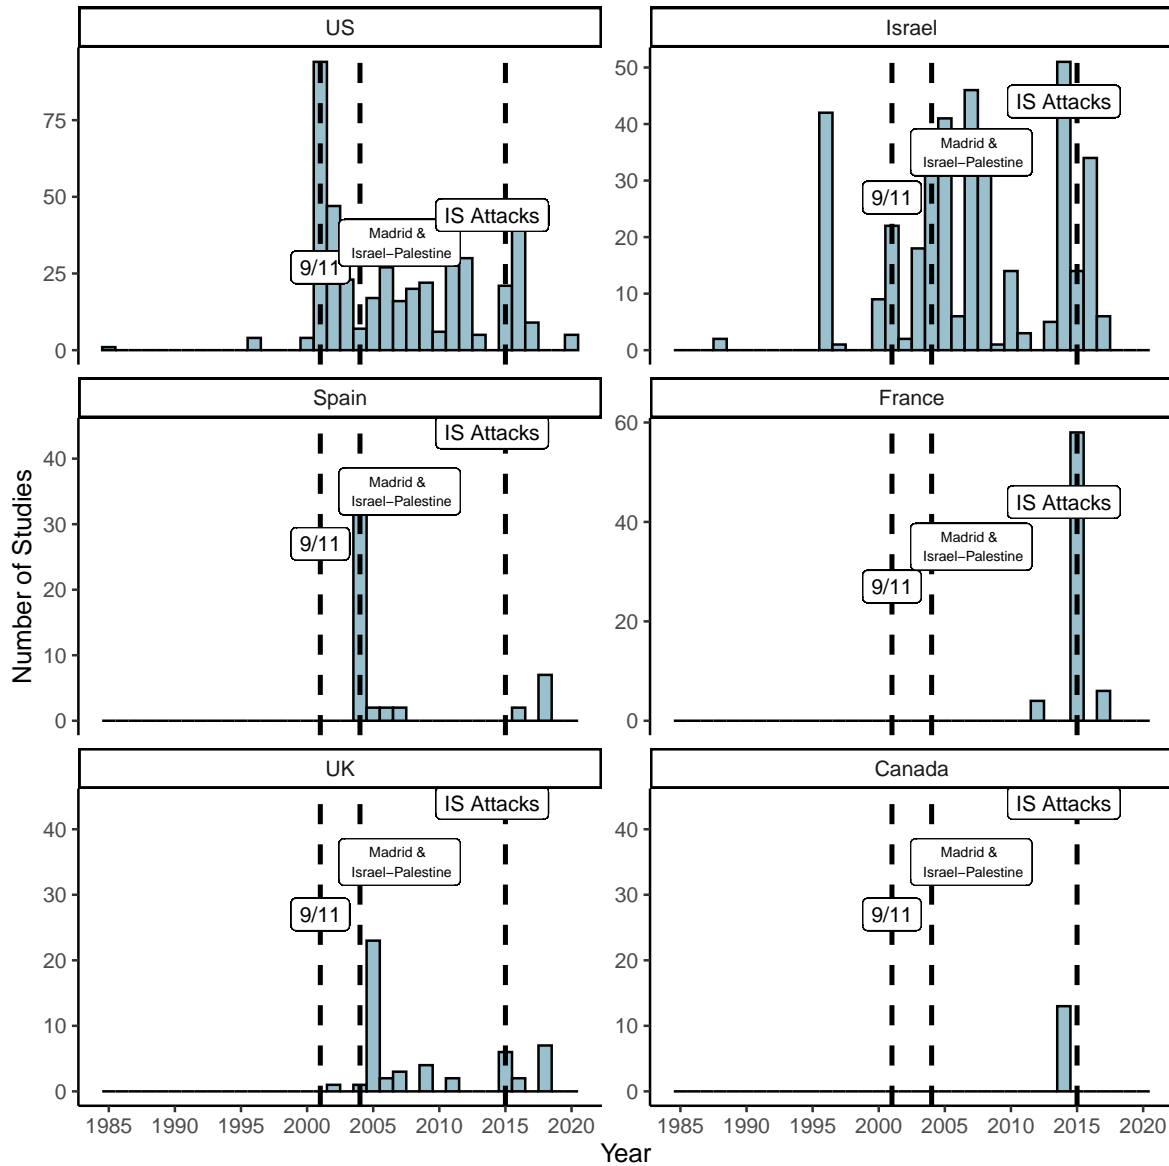 US
Israel
75
50
25
0
9/11
Madrid &
Israel−Palestine
IS Attacks
50
40
30
20
10
0
9/11
Madrid &
Israel−Palestine
IS Attacks
Spain
France
40
30
20
10
0
9/11
Madrid &
Israel−Palestine
IS Attacks
60
40
20
0
9/11
Madrid &
Israel−Palestine
IS Attacks
UK
Canada
40
30
20
10
0
9/11
Madrid &
Israel−Palestine
IS Attacks
40
30
20
10
0
9/11
Madrid &
Israel−Palestine
IS Attacks
1985 1990 1995 2000 2005 2010 2015 2020
1985 1990 1995 2000 2005 2010 2015 2020
Year
Number of Studies